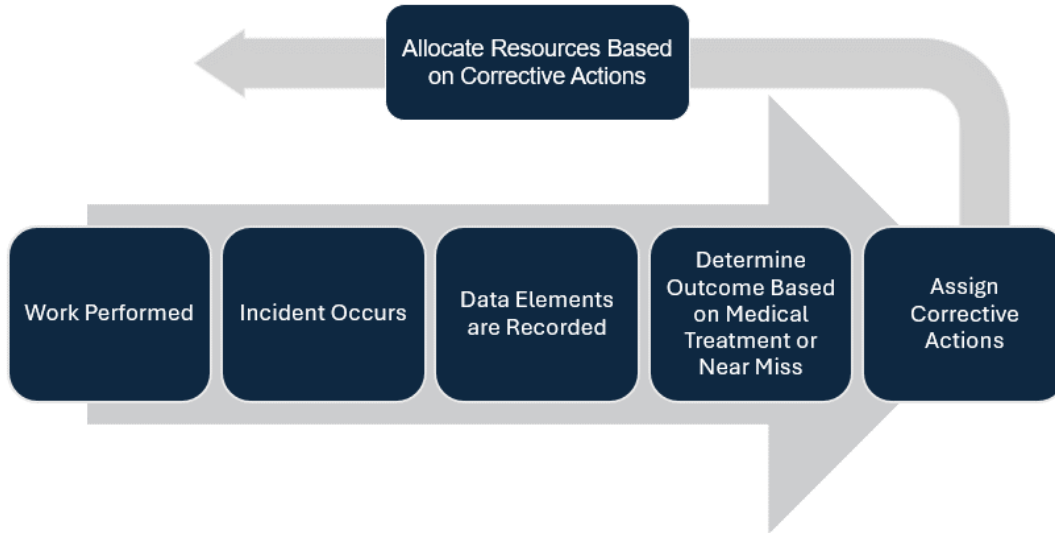 Allocate Resources Based
on Corrective Actions
Work Performed
Incident Occurs
Data Elements
are Recorded
Determine
Outcome Based
on Medical
Treatment or
Near Miss
Assign
Corrective
Actions